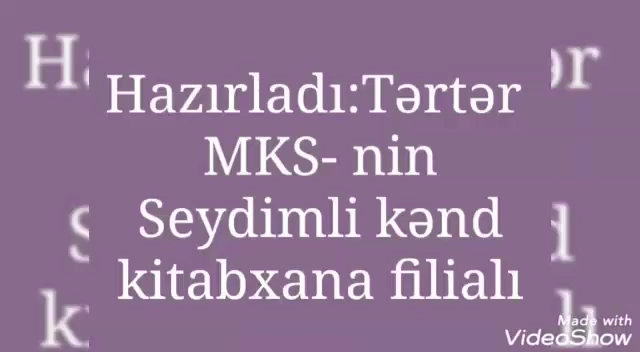 Hazırladı:Tərtər
MKS- nin
Seydimli kənd
kitabxana filialı
Made with
VideoShow